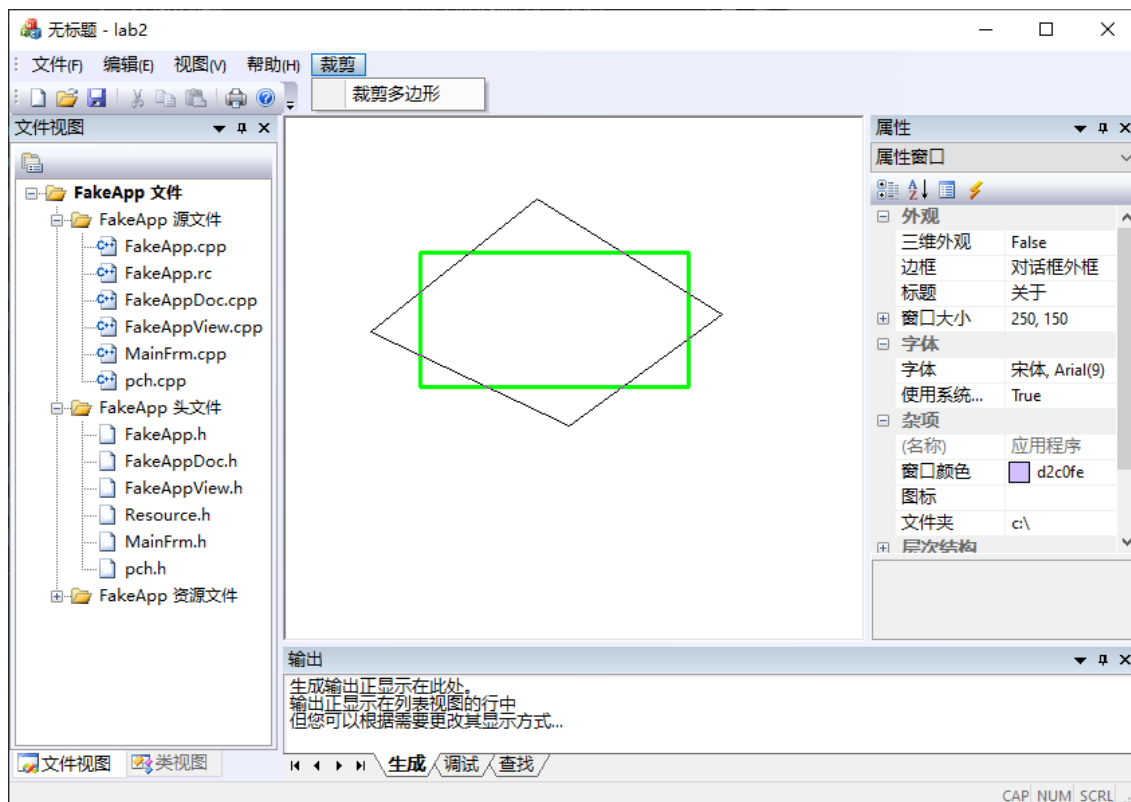 无标题 - lab2
文件(F) 编辑(E) 视图(V) 帮助(H) 裁剪
裁剪多边形
文件视图
FakeApp 文件
FakeApp 源文件
FakeApp.cpp
FakeApp.rc
FakeAppDoc.cpp
FakeAppView.cpp
MainFrm.cpp
pch.cpp
FakeApp 头文件
FakeApp.h
FakeAppDoc.h
FakeAppView.h
Resource.h
MainFrm.h
pch.h
FakeApp 资源文件
文件视图 类视图
属性
属性窗口
外观
三维外观 False
边框 对话框外框
标题 关于
窗口大小 250, 150
字体
字体 宋体, Arial(9)
使用系统... True
杂项
(名称) 应用程序
窗口颜色 d2c0fe
图标
文件夹 c:\
层次结构
输出
生成输出正显示在此处。
输出正显示在列表视图的行中
但您可以根据需要更改其显示方式...
生成 调试 查找
CAP NUM SCRL